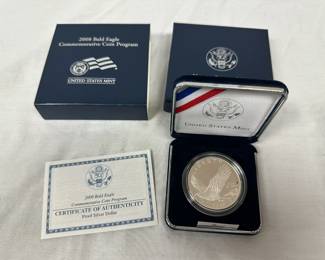 2008 Bald Eagle
Commemorative Coin Program
UNITED STATES MINT
UNITED STATES MINT
2008 Bald Eagle
Commemorative Coin Program
CERTIFICATE OF AUTHENTICITY
Proof Silver Dollar